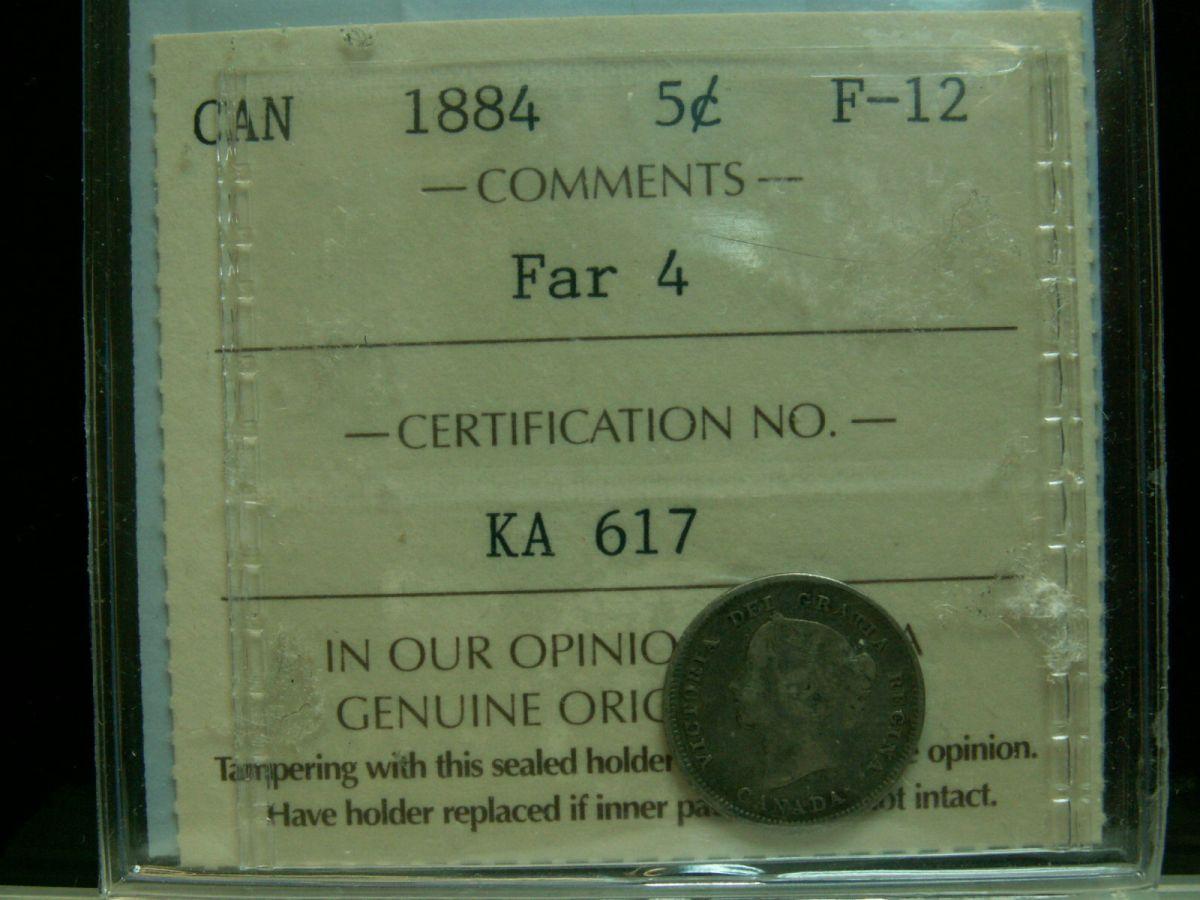 CAN 1884 5¢ F-12
— COMMENTS —
Far 4
— CERTIFICATION NO. —
KA 617
IN OUR OPINIO A
GENUINE ORIG
Tampering with this sealed holder e opinion.
Have holder replaced if inner pa ot intact.
VICTORIA DEI GRATIA REGINA
CANADA